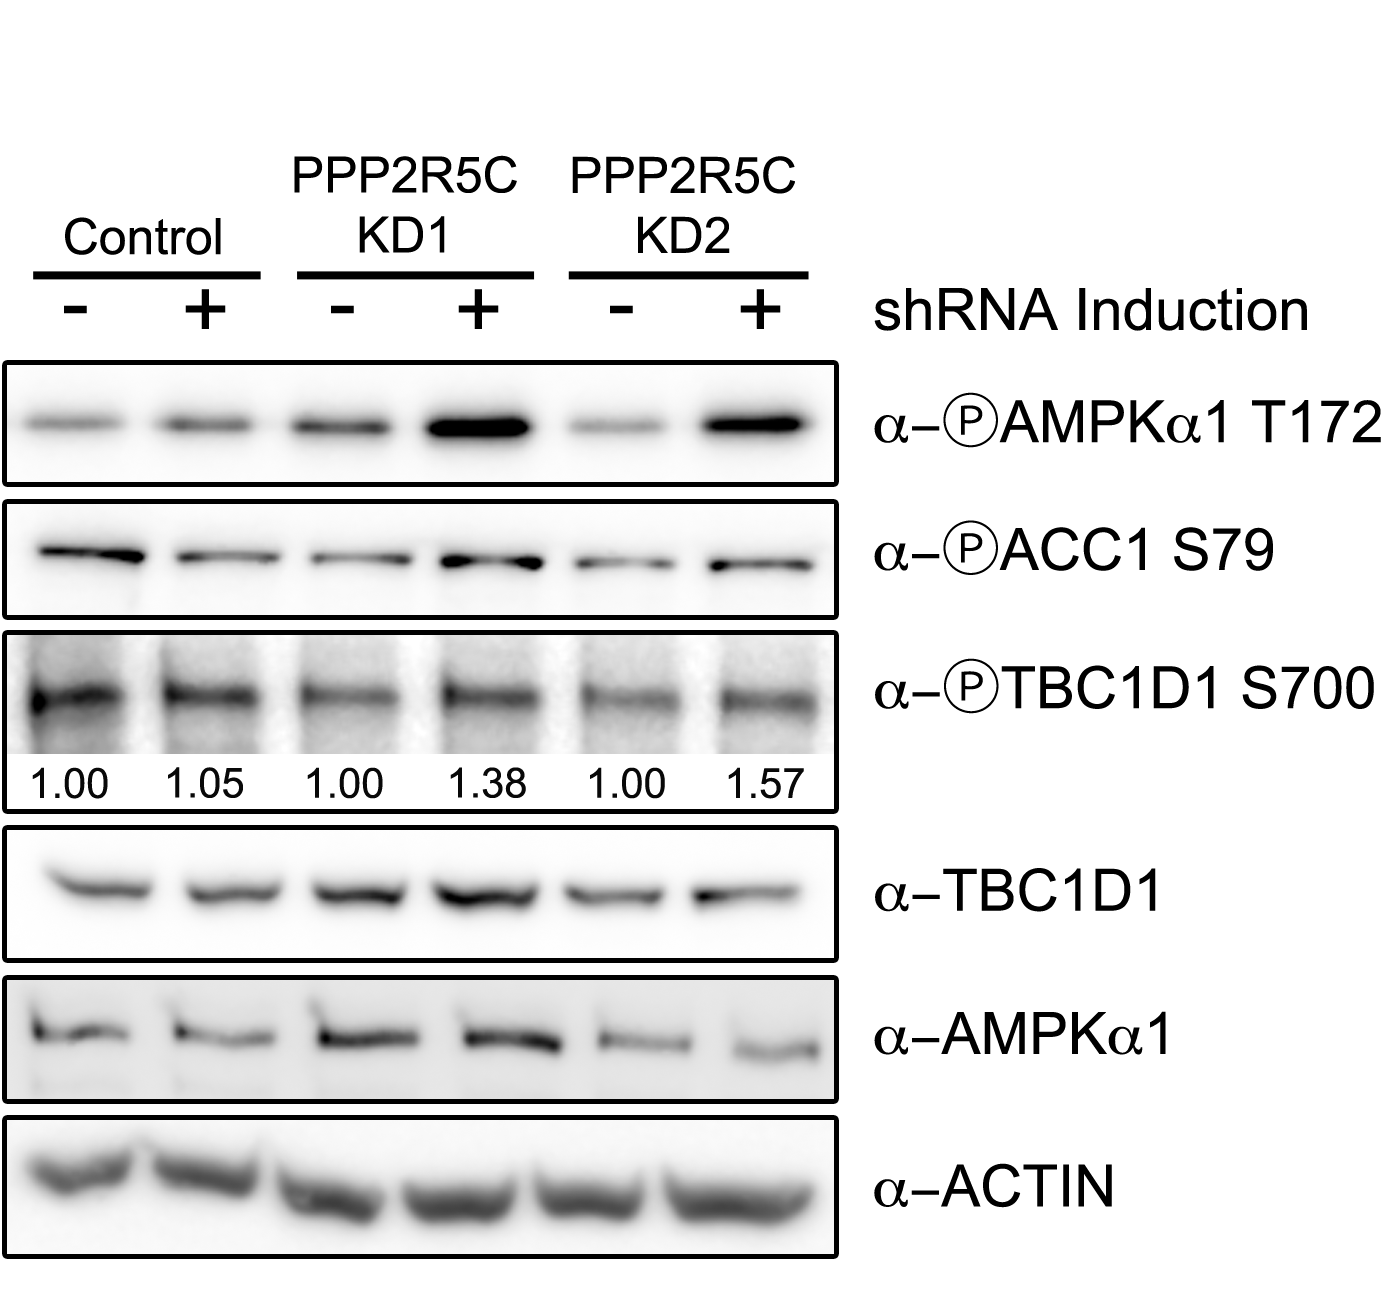 PPP2R5C PPP2R5C
Control KD1 KD2
- + - + - + shRNA Induction
α–ⓅAMPKα1 T172
α–ⓅACC1 S79
α–ⓅTBC1D1 S700
1.00 1.05 1.00 1.38 1.00 1.57
α–TBC1D1
α–AMPKα1
α–ACTIN